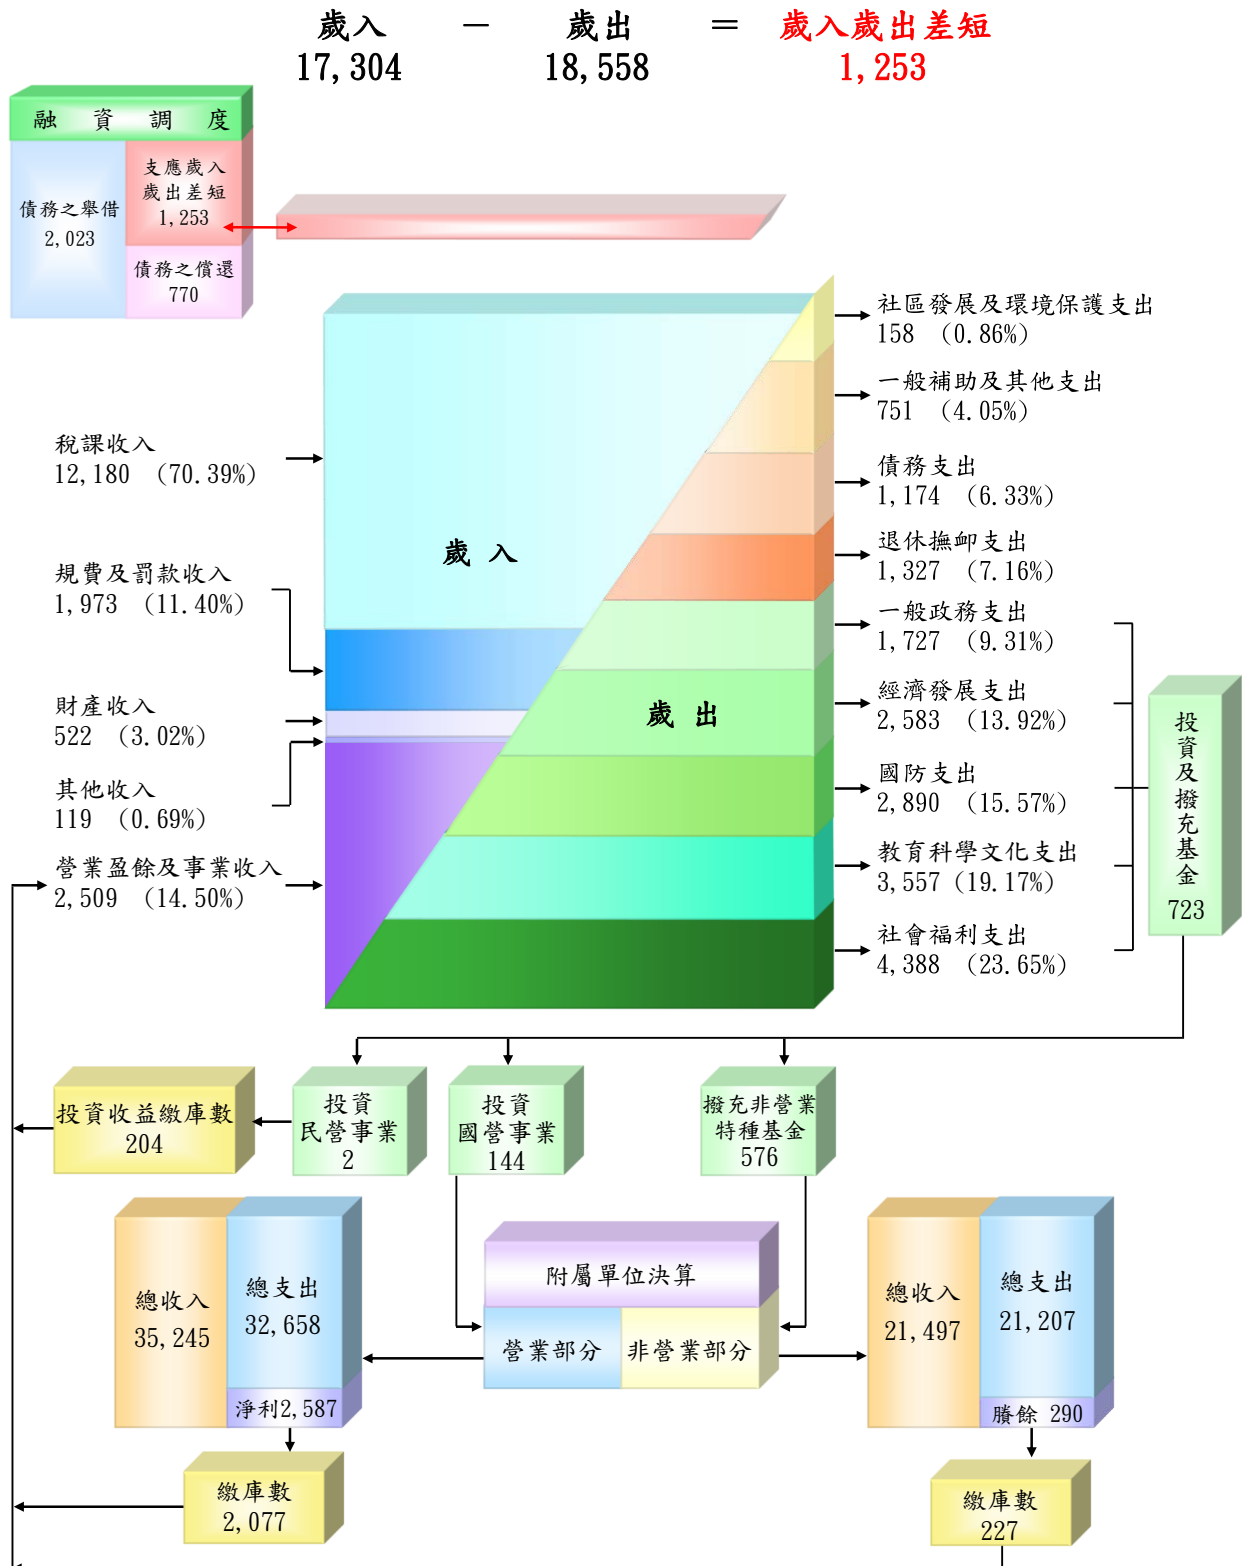 歲入 － 歲出 ＝ 歲入歲出差短
17,304 18,558 1,253
融資調度
債務之舉借
2,023
支應歲入
歲出差短
1,253
債務之償還
770
歲入
歲出
稅課收入
12,180 (70.39%)
規費及罰款收入
1,973 (11.40%)
財產收入
522 (3.02%)
其他收入
119 (0.69%)
營業盈餘及事業收入
2,509 (14.50%)
社區發展及環境保護支出
158 (0.86%)
一般補助及其他支出
751 (4.05%)
債務支出
1,174 (6.33%)
退休撫卹支出
1,327 (7.16%)
一般政務支出
1,727 (9.31%)
經濟發展支出
2,583 (13.92%)
國防支出
2,890 (15.57%)
教育科學文化支出
3,557 (19.17%)
社會福利支出
4,388 (23.65%)
投資及撥充基金
723
投資收益繳庫數
204
投資
民營事業
2
投資
國營事業
144
撥充非營業
特種基金
576
總收入
35,245
總支出
32,658
淨利2,587
附屬單位決算
營業部分
非營業部分
總收入
21,497
總支出
21,207
賸餘 290
繳庫數
2,077
繳庫數
227